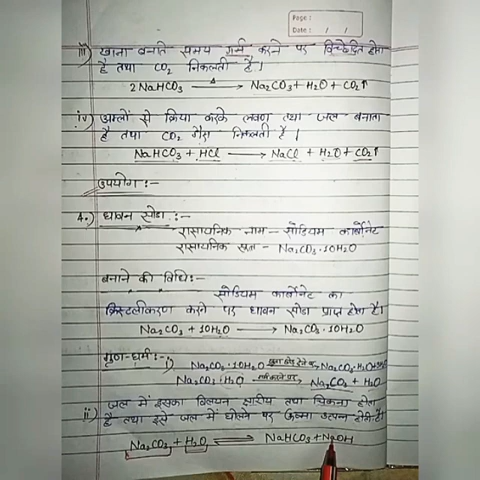 Page :
Date : / /
iii) खाना बनाते समय गर्म करने पर विच्छेदित होता
है तथा CO₂ निकलती है।
2NaHCO₃ —Δ→ Na₂CO₃ + H₂O + CO₂↑
iv) अम्लों से क्रिया करके लवण तथा जल बनाता
है तथा CO₂ गैस निकलती है।
NaHCO₃ + HCl → NaCl + H₂O + CO₂↑
उपयोग :-
4.) धावन सोडा :-
रासायनिक नाम - सोडियम कार्बोनेट
रासायनिक सूत्र - Na₂CO₃·10H₂O
बनाने की विधि :-
सोडियम कार्बोनेट का
क्रिस्टलीकरण करने पर धावन सोडा प्राप्त होता है।
Na₂CO₃ + 10H₂O → Na₂CO₃·10H₂O
गुण-धर्म :- i) Na₂CO₃·10H₂O → Na₂CO₃·H₂O
Na₂CO₃·H₂O → Na₂CO₃ + H₂O
ii) जल में इसका विलयन क्षारीय तथा चिकना होता
है तथा इसे जल में घोलने पर ऊष्मा उत्पन्न होती है।
Na₂CO₃ + H₂O ⇌ NaHCO₃ + NaOH